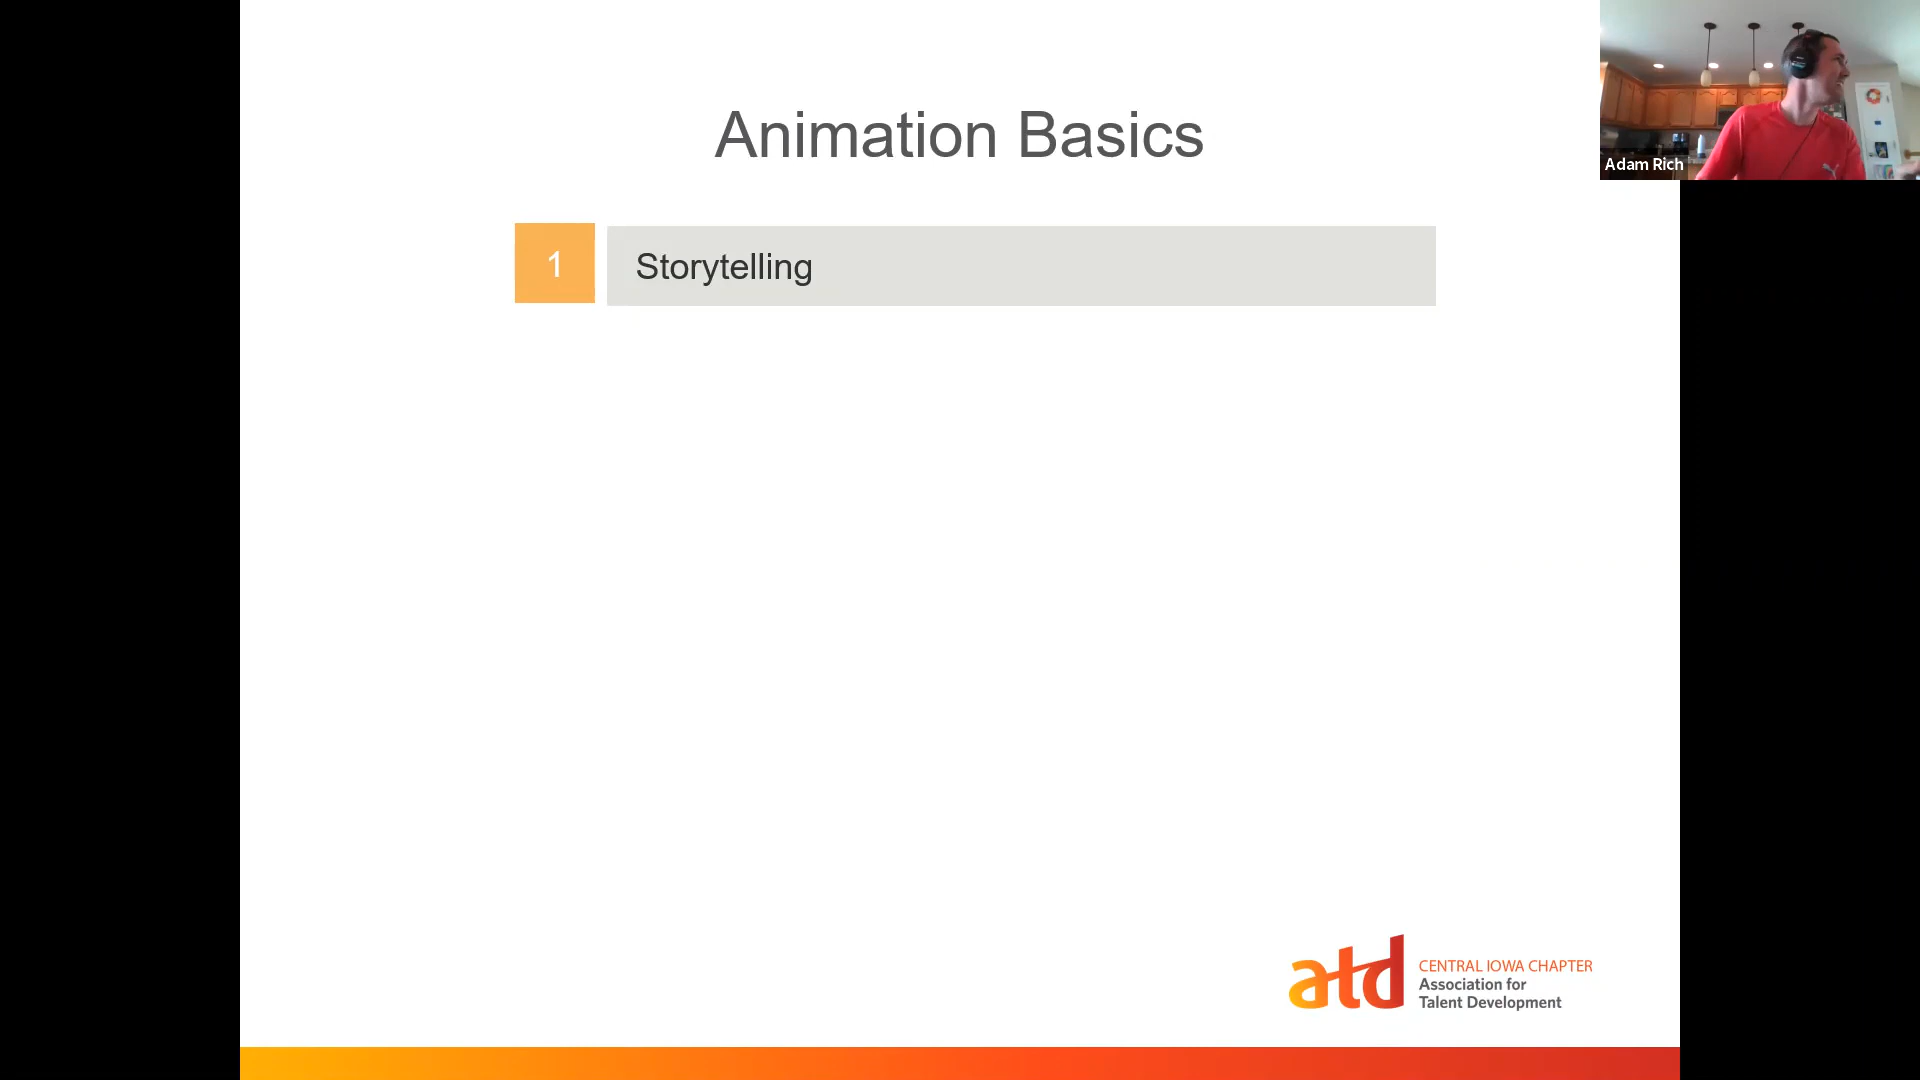 Animation Basics
1 Storytelling
Adam Rich
atd
CENTRAL IOWA CHAPTER
Association for
Talent Development